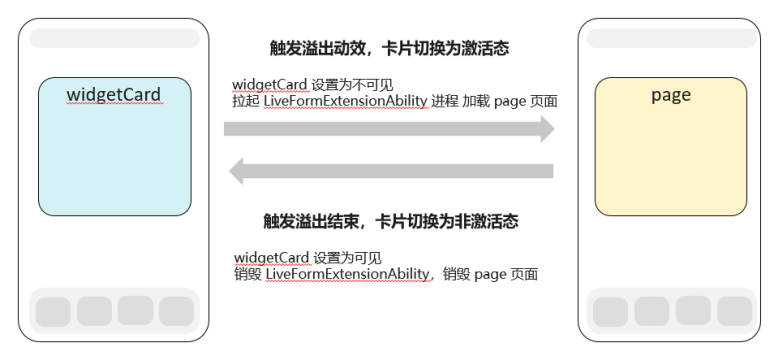 widgetCard
触发溢出动效，卡片切换为激活态
widgetCard 设置为不可见
拉起 LiveFormExtensionAbility 进程 加载 page 页面
page
触发溢出结束，卡片切换为非激活态
widgetCard 设置为可见
销毁 LiveFormExtensionAbility，销毁 page 页面